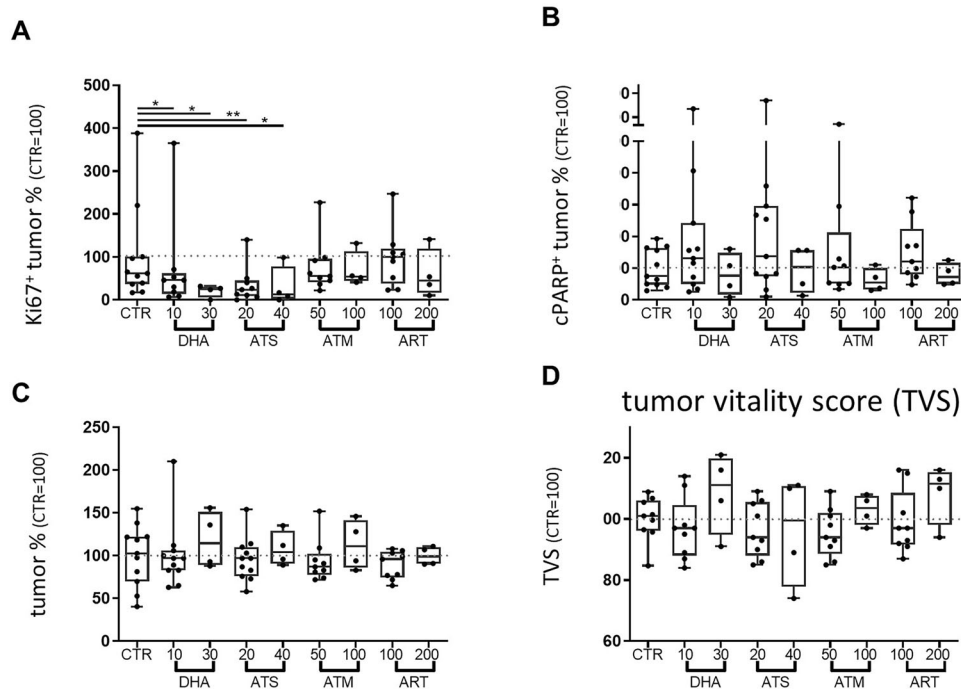 A
Ki67+ tumor % (CTR=100)
500
400
300
200
100
0
* * ** *
CTR 10 30 20 40 50 100 100 200
DHA ATS ATM ART
B
cPARP+ tumor % (CTR=100)
0
0
0
0
0
0
0
0
CTR 10 30 20 40 50 100 100 200
DHA ATS ATM ART
C
tumor % (CTR=100)
250
200
150
100
50
0
CTR 10 30 20 40 50 100 100 200
DHA ATS ATM ART
D
tumor vitality score (TVS)
TVS (CTR=100)
20
00
80
60
CTR 10 30 20 40 50 100 100 200
DHA ATS ATM ART